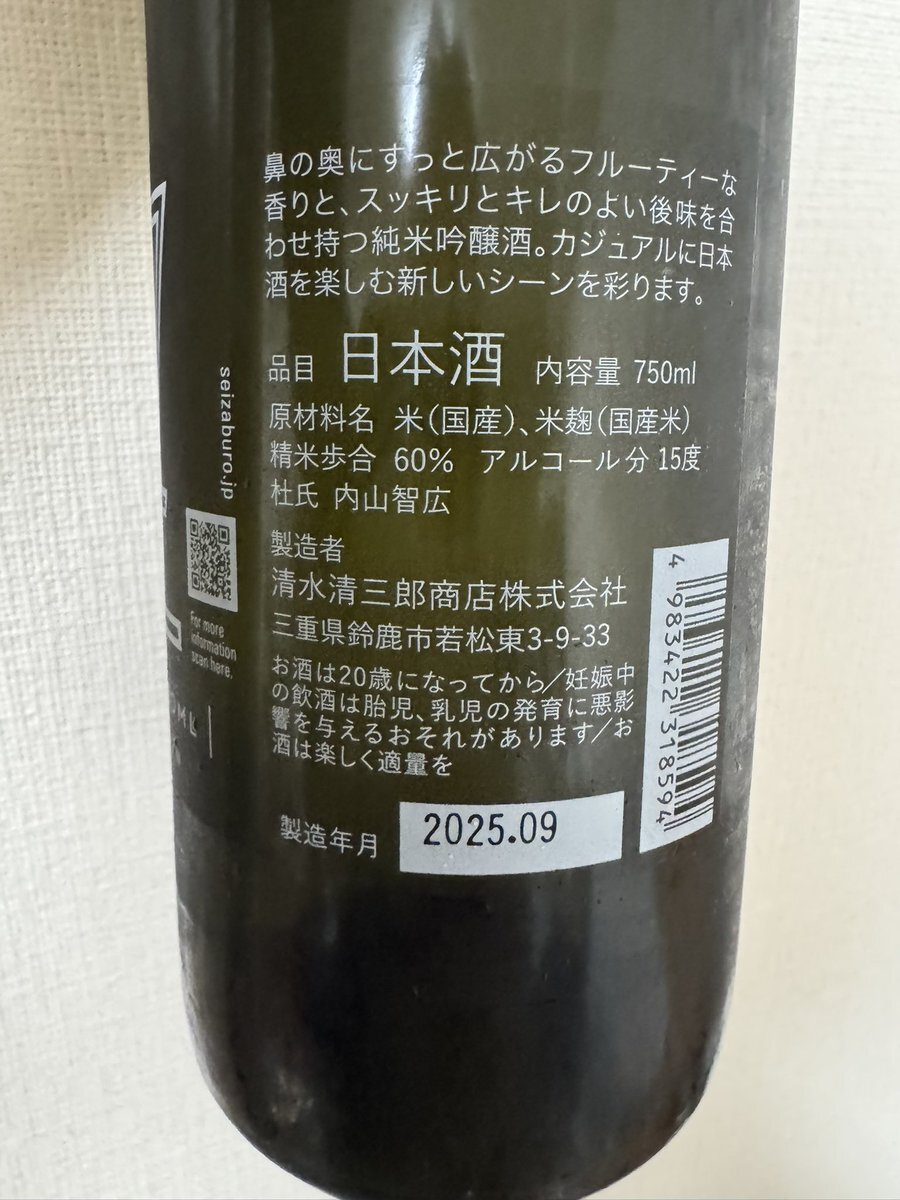 鼻の奥にすっと広がるフルーティーな
香りと、スッキリとキレのよい後味を合
わせ持つ純米吟醸酒。カジュアルに日本
酒を楽しむ新しいシーンを彩ります。
品目 日本酒 内容量 750ml
原材料名 米(国産)、米麹(国産米)
精米歩合 60% アルコール分 15度
杜氏 内山智広
製造者
清水清三郎商店株式会社
三重県鈴鹿市若松東3-9-33
お酒は20歳になってから/妊娠中
の飲酒は胎児、乳児の発育に悪影
響を与えるおそれがあります/お
酒は楽しく適量を
製造年月 2025.09
seizaburo.jp
For more
information
scan here.
4 983422 318594